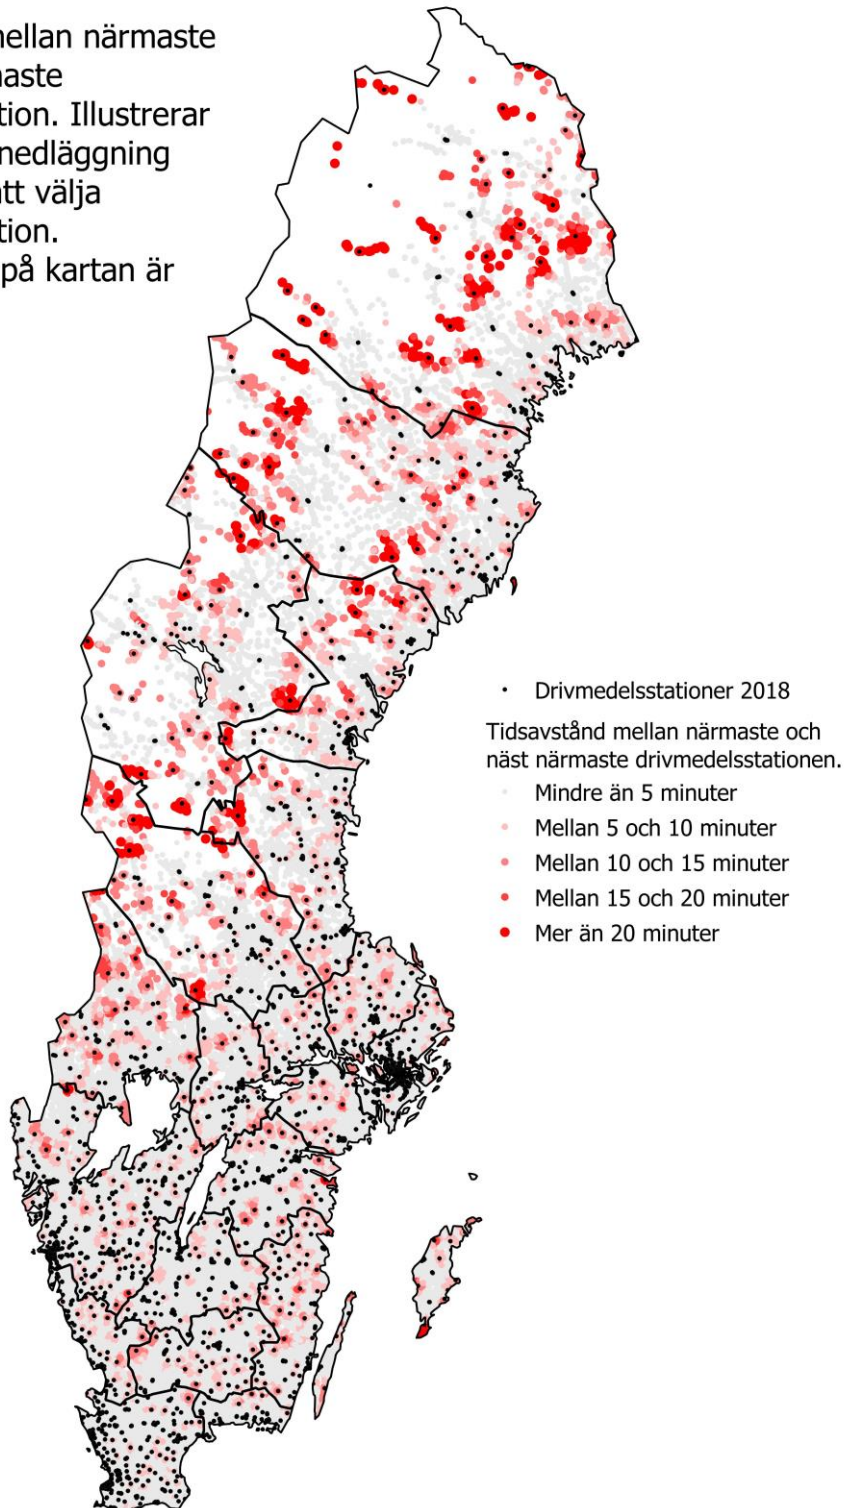 mellan närmaste
maste
tion. Illustrerar
nedläggning
att välja
tion.
på kartan är
Drivmedelsstationer 2018
Tidsavstånd mellan närmaste och
näst närmaste drivmedelsstationen.
Mindre än 5 minuter
Mellan 5 och 10 minuter
Mellan 10 och 15 minuter
Mellan 15 och 20 minuter
Mer än 20 minuter